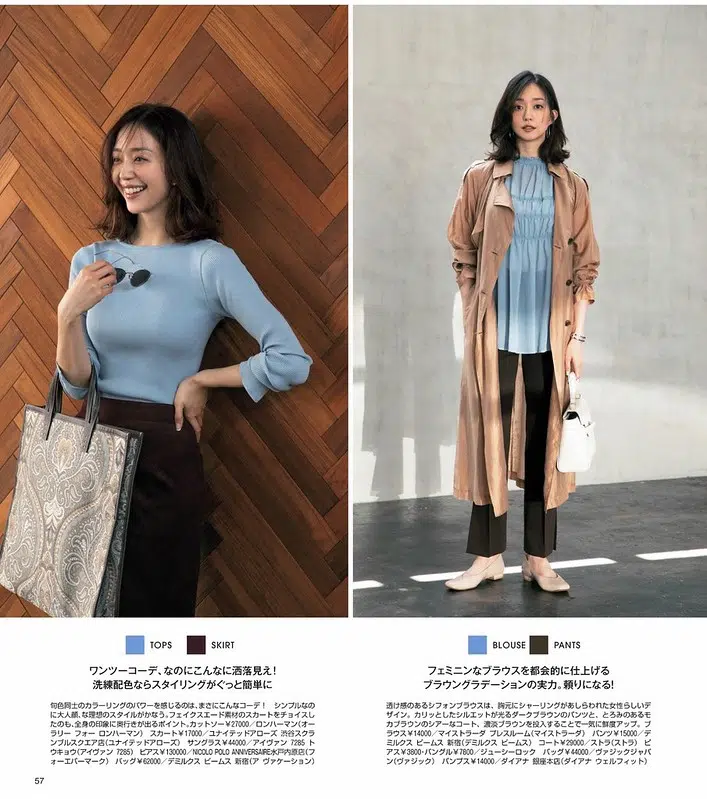 TOPS
SKIRT
ワンツーコーデ、なのにこんなに洒落見え!
洗練配色ならスタイリングがぐっと簡単に
旬色同士のカラーリングのパワーを感じるのは、まさにこんなコーデ! シンプルなの
に大人顔、な理想のスタイルがかなう。フェイクスエード素材のスカートをチョイスし
たのも、全身の印象に奥行きが出るポイント。カットソー¥27000/ロンハーマン(オー
ラリー フォー ロンハーマン) スカート¥17000/ユナイテッドアローズ 渋谷スクラ
ンブルスクエア店(ユナイテッドアローズ) サングラス¥44000/アイヴァン 7285 ト
ウキョウ(アイヴァン 7285) ピアス¥130000/NICOLO POLO ANNIVERSAIRE水戸内原店(フ
ォーエバーマーク) バッグ¥62000/デミルクス ビームス 新宿(ア ヴァケーション)
57
BLOUSE
PANTS
フェミニンなブラウスを都会的に仕上げる
ブラウングラデーションの実力。頼りになる!
透け感のあるシフォンブラウスは、胸元にシャーリングがあしらわれた女性らしいデ
ザイン。カリッとしたシルエットが光るダークブラウンのパンツと、とろみのあるモ
カブラウンのシアーなコート、濃淡ブラウンを投入することで一気に鮮度アップ。ブ
ラウス¥14000/マイストラーダ プレスルーム(マイストラーダ) パンツ¥15000/デ
ミルクス ビームス 新宿(デミルクス ビームス) コート¥29000/ストラ(ストラ) ピ
アス¥3800・バングル¥7800/ジューシーロック バッグ¥44000/ヴァジックジャパ
ン(ヴァジック) パンプス¥14000/ダイアナ 銀座本店(ダイアナ ウェルフィット)